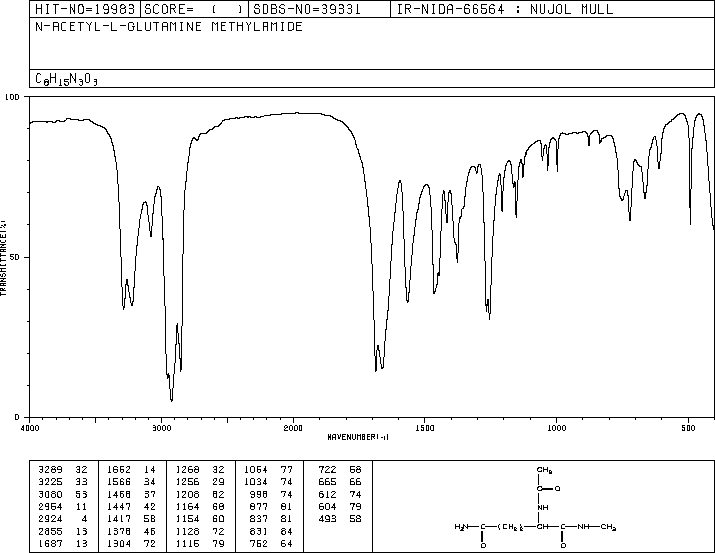 HIT-NO=19983 SCORE= ( ) SDBS-NO=39331 IR-NIDA-66564 : NUJOL MULL
N-ACETYL-L-GLUTAMINE METHYLAMIDE
C8H15N3O3
100
50
0
TRANSMITTANCE(%)
4000 3000 2000 1500 1000 500
WAVENUMBER(-1)
3289 32 1662 14 1268 32 1054 77 722 58
3225 33 1566 34 1256 29 1034 74 665 66
3080 53 1468 37 1208 62 998 74 612 74
2954 11 1447 42 1164 68 877 81 604 79
2924 4 1417 58 1154 60 837 81 493 58
2855 13 1378 46 1128 72 831 84
1687 13 1304 72 1116 79 762 64
CH3
C O
NH
H2N C (CH2)2 CH C NH CH3
O O